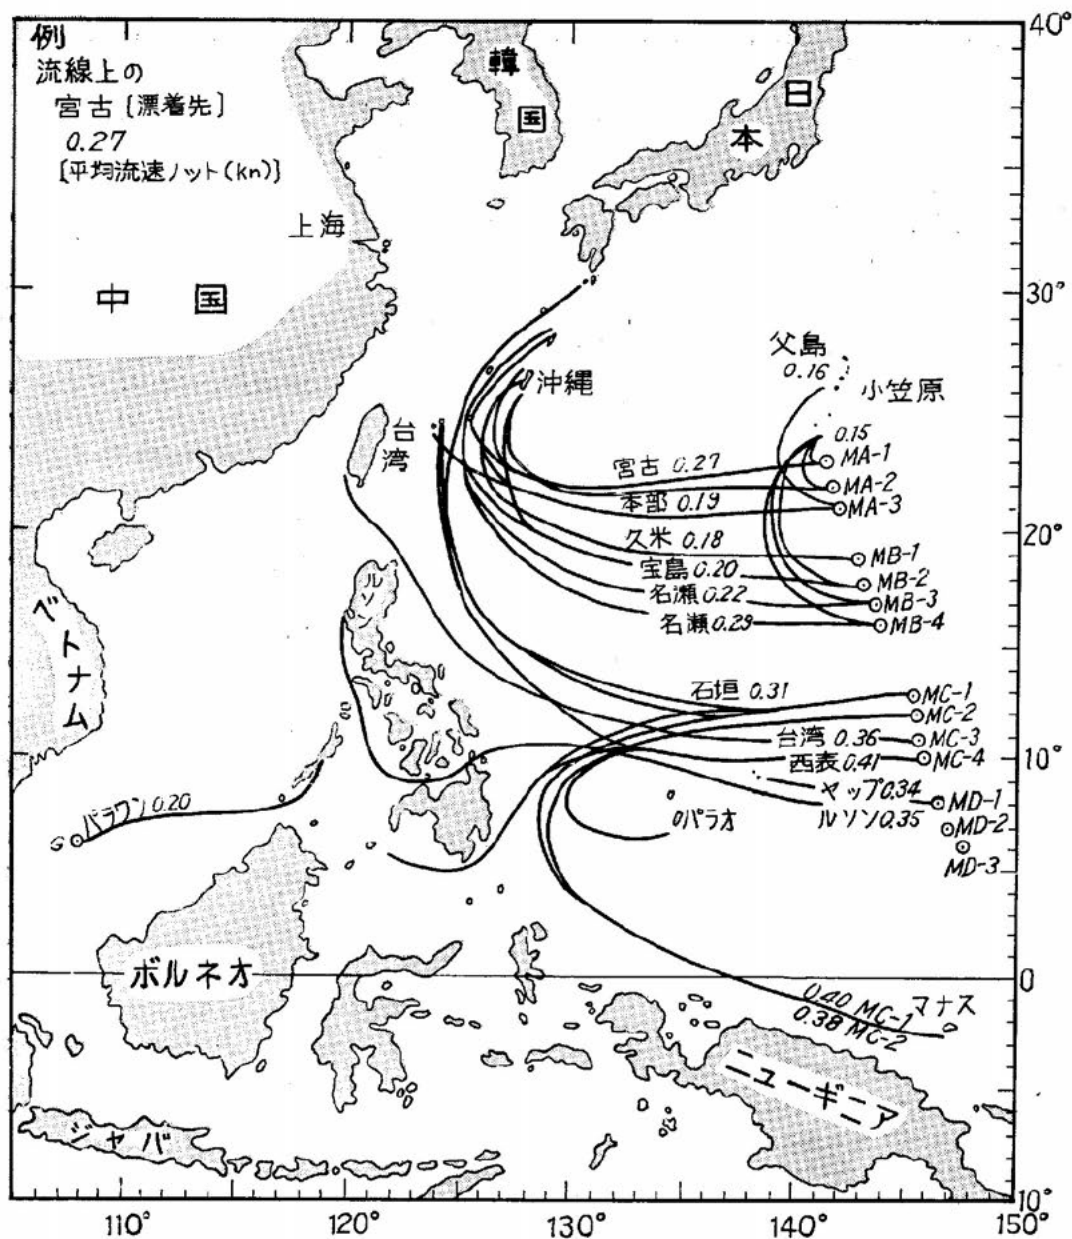 例
流線上の
宮古〔漂着先〕
0.27
〔平均流速ノット(kn)〕
韓
国
日
本
上海
中国
父島
0.16
小笠原
沖縄
台
湾
0.15
宮古 0.27
MA-1
MA-2
本部 0.19
MA-3
久米 0.18
MB-1
宝島 0.20
MB-2
名瀬 0.22
MB-3
名瀬 0.23
MB-4
ルソン
ベトナム
石垣 0.31
MC-1
MC-2
台湾 0.36
MC-3
西表 0.41
MC-4
ヤップ 0.34
MD-1
ルソン 0.35
MD-2
MD-3
パラオ
パラワン 0.20
ボルネオ
0.40 MC-1
0.38 MC-2
マナス
ニューギニア
ジャバ
40°
30°
20°
10°
0
10°
110°
120°
130°
140°
150°